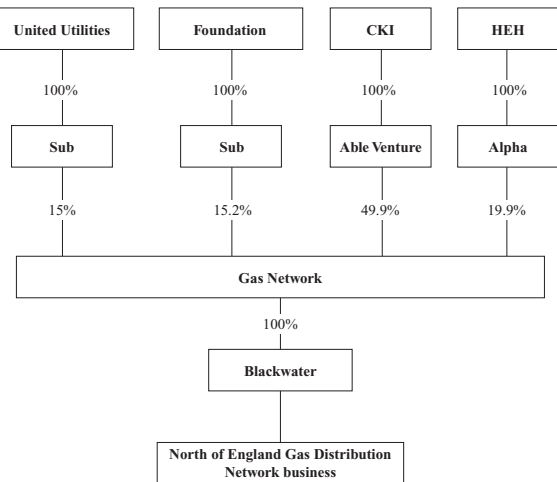 United Utilities
Foundation
CKI
HEH
100%
100%
100%
100%
Sub
Sub
Able Venture
Alpha
15%
15.2%
49.9%
19.9%
Gas Network
100%
Blackwater
North of England Gas Distribution
Network business